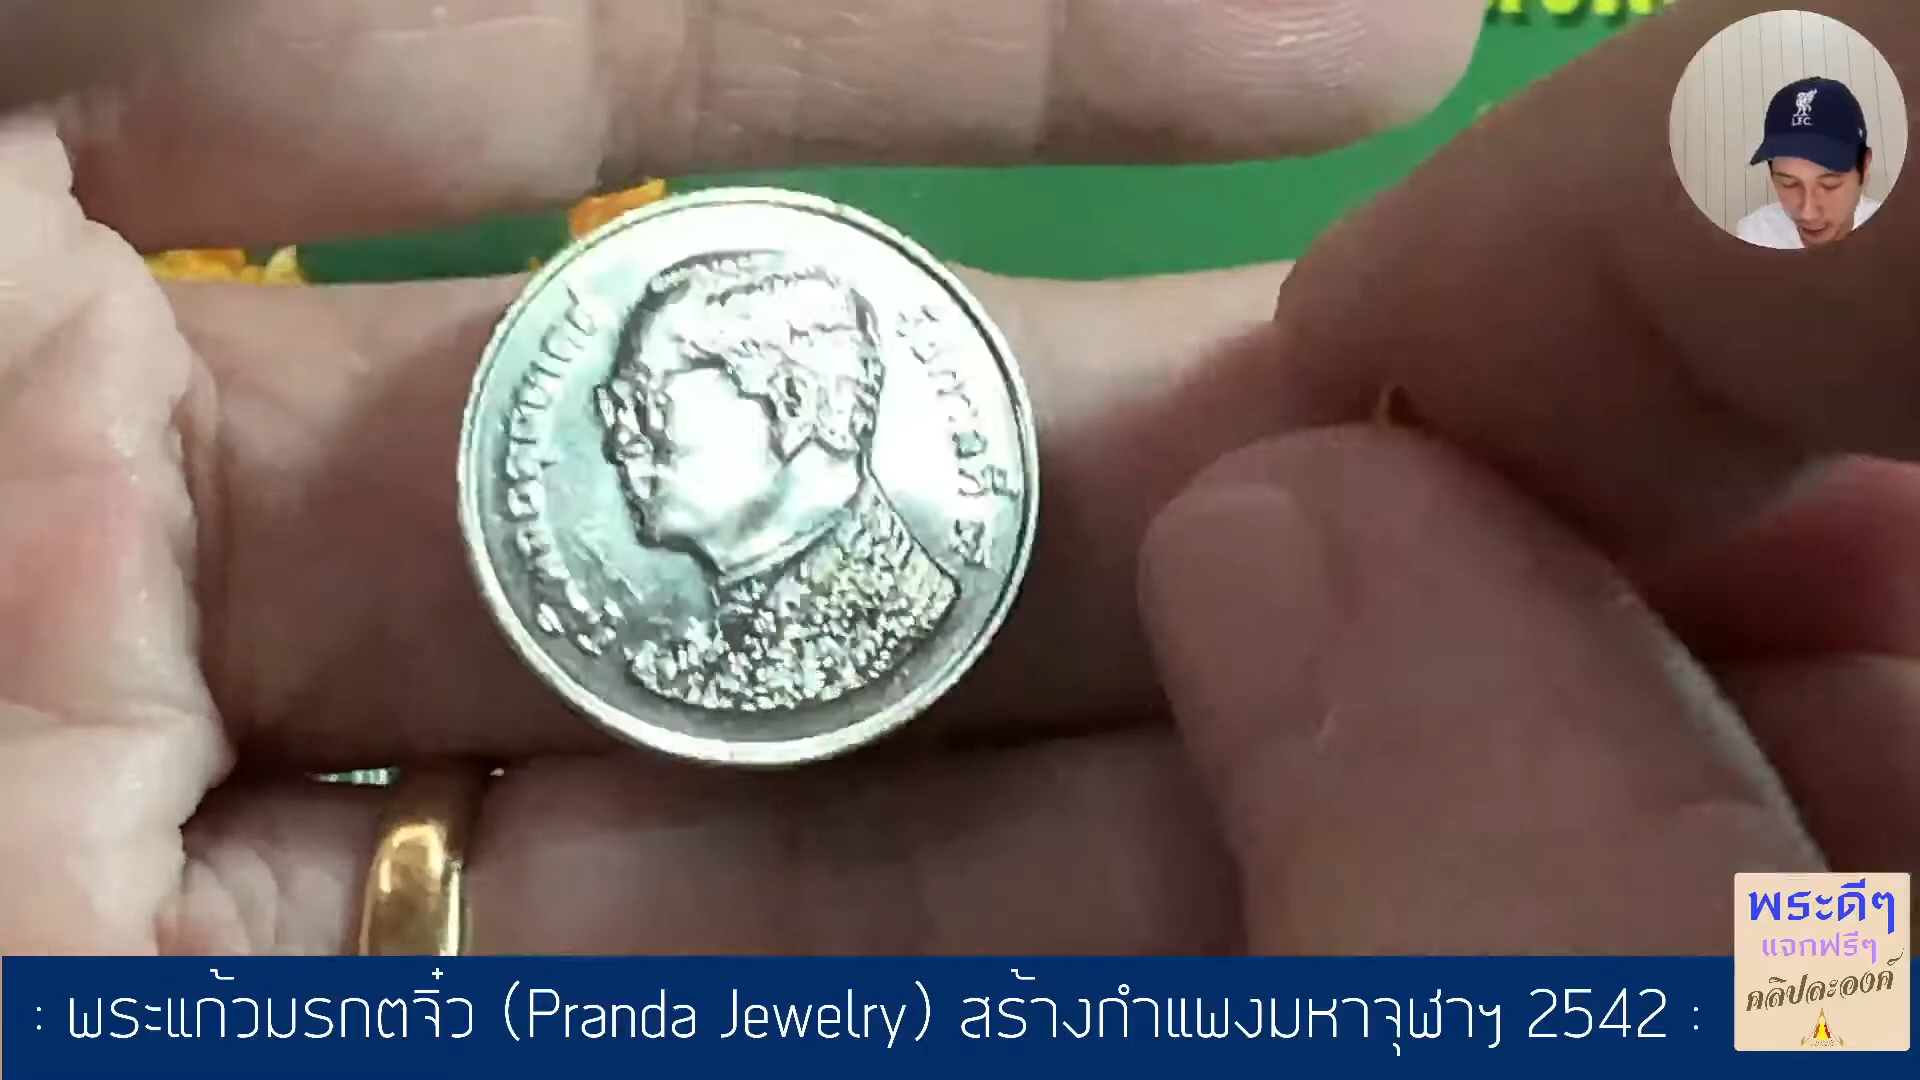 L.F.C.
: พระแก้วมรกตจิ๋ว (Pranda Jewelry) สร้างกำแพงมหาจุฬาฯ 2542 :
พระดีๆ
แจกฟรีๆ
คลิปละองค์